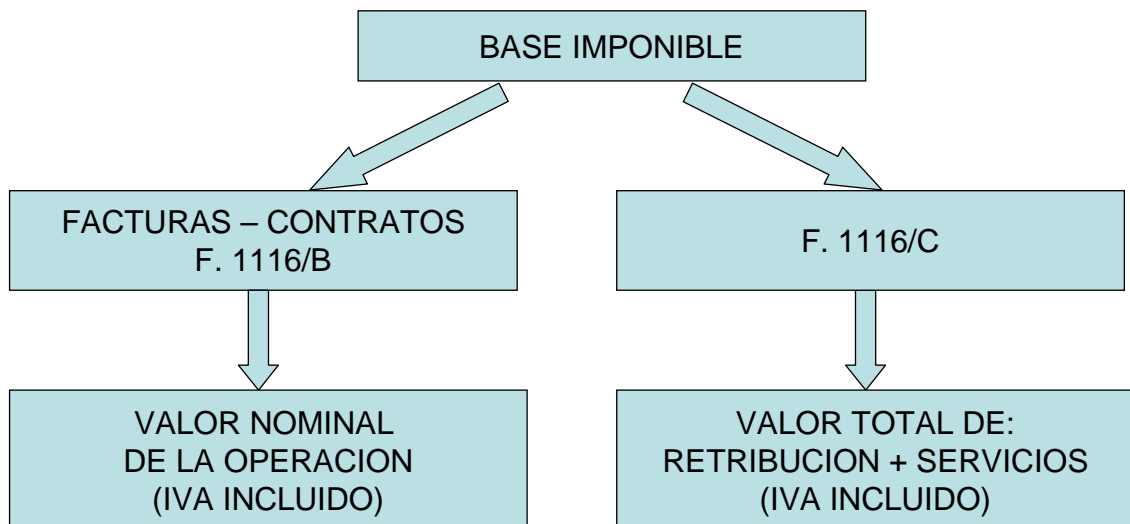 BASE IMPONIBLE
FACTURAS – CONTRATOS
F. 1116/B
F. 1116/C
VALOR NOMINAL
DE LA OPERACION
(IVA INCLUIDO)
VALOR TOTAL DE:
RETRIBUCION + SERVICIOS
(IVA INCLUIDO)